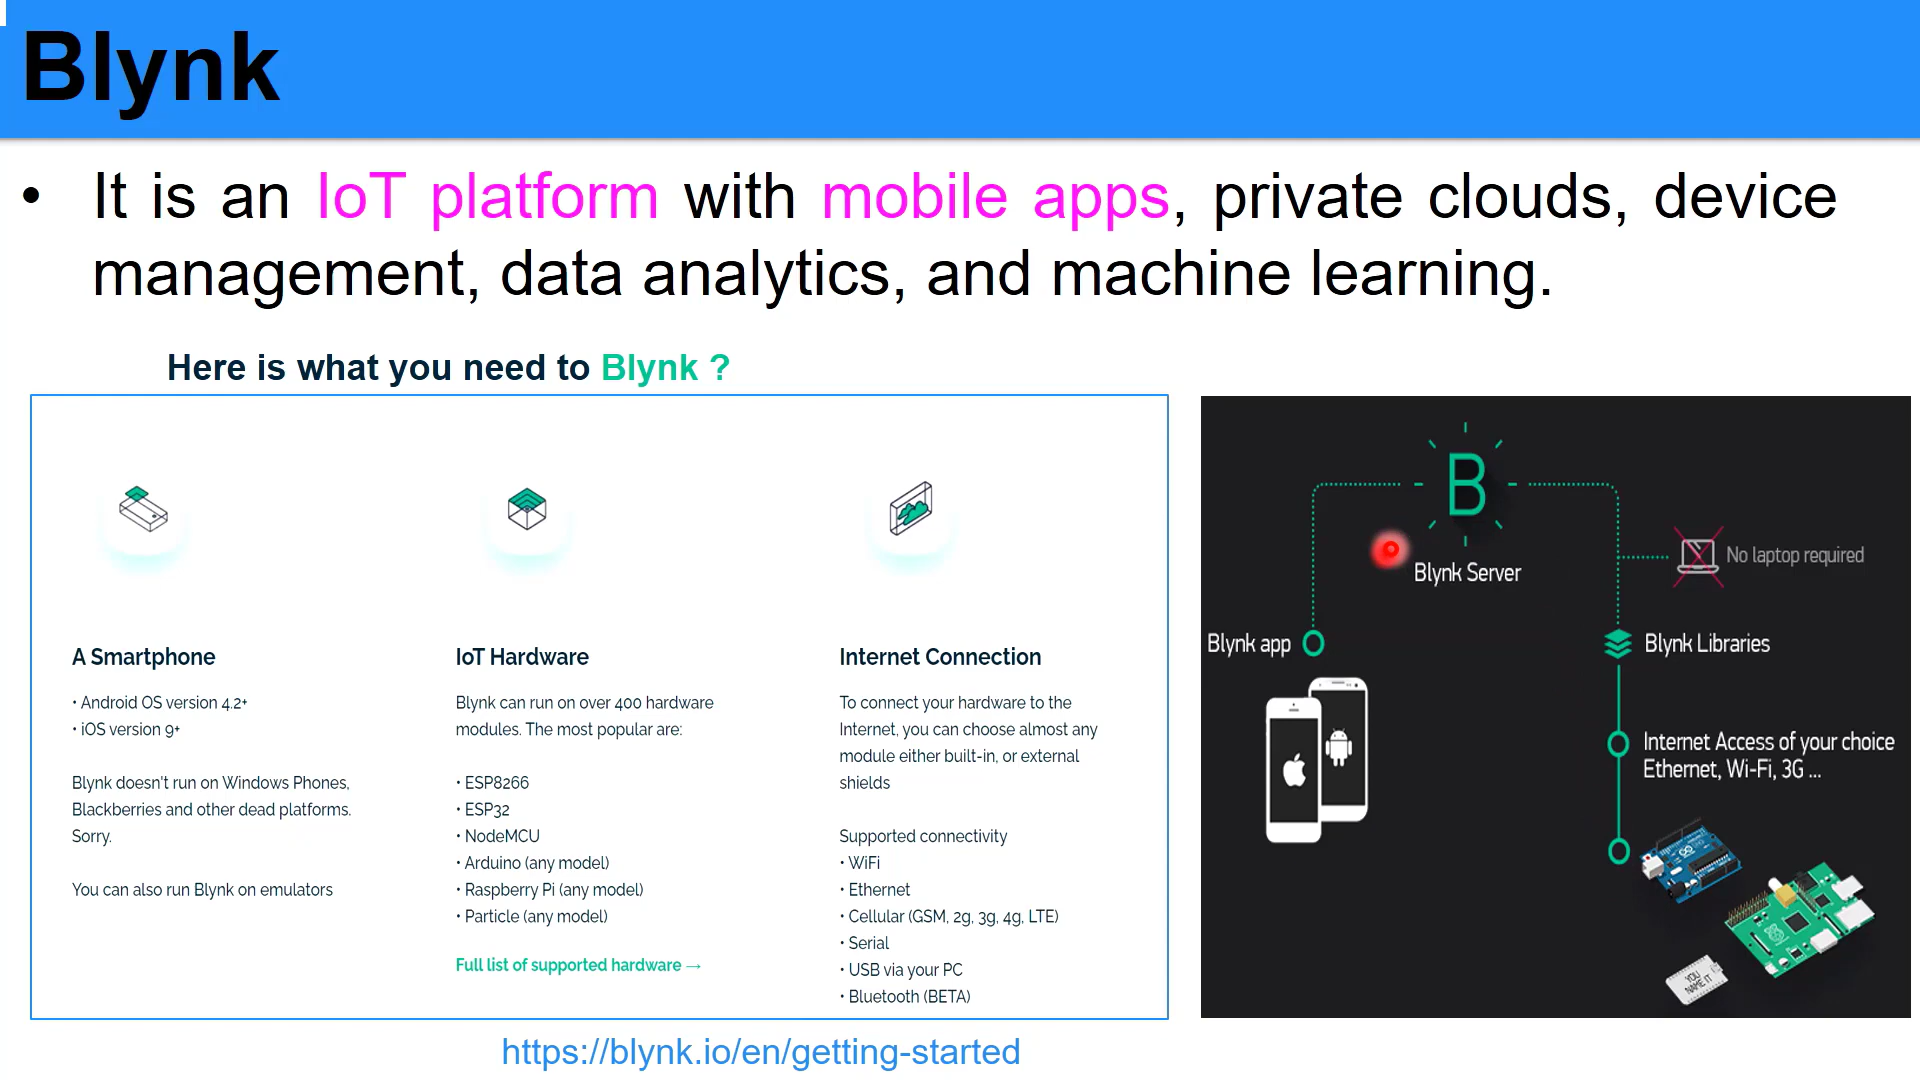 Blynk
• It is an IoT platform with mobile apps, private clouds, device
management, data analytics, and machine learning.
Here is what you need to Blynk ?
A Smartphone
• Android OS version 4.2+
• iOS version 9+
Blynk doesn't run on Windows Phones,
Blackberries and other dead platforms.
Sorry.
You can also run Blynk on emulators
IoT Hardware
Blynk can run on over 400 hardware
modules. The most popular are:
• ESP8266
• ESP32
• NodeMCU
• Arduino (any model)
• Raspberry Pi (any model)
• Particle (any model)
Full list of supported hardware →
Internet Connection
To connect your hardware to the
Internet, you can choose almost any
module either built-in, or external
shields
Supported connectivity
• WiFi
• Ethernet
• Cellular (GSM, 2g, 3g, 4g, LTE)
• Serial
• USB via your PC
• Bluetooth (BETA)
B
Blynk Server
No laptop required
Blynk app
Blynk Libraries
Internet Access of your choice
Ethernet, Wi-Fi, 3G ...
YOU
NAME IT
https://blynk.io/en/getting-started